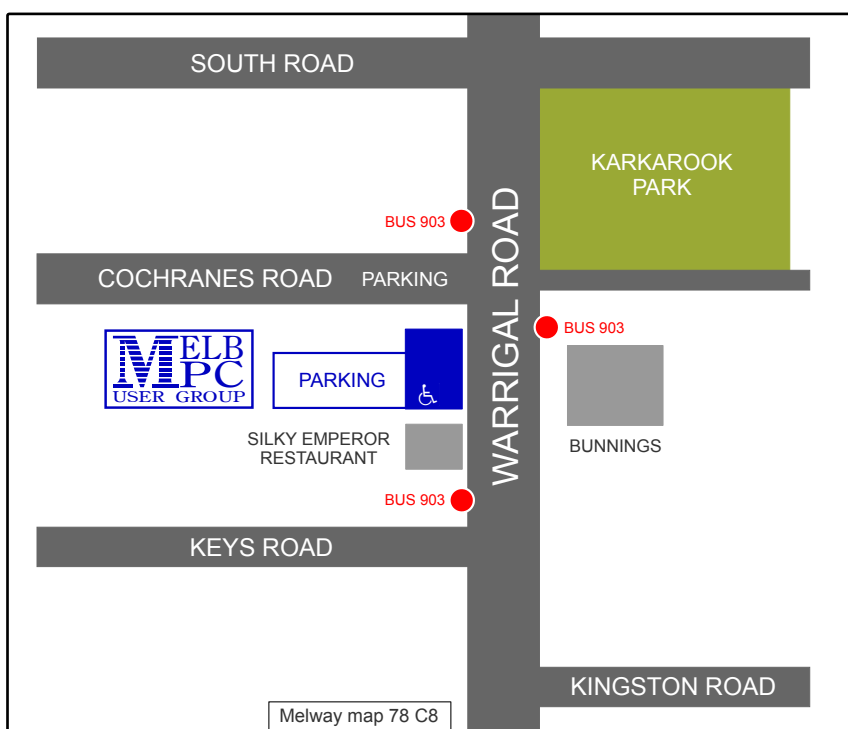 SOUTH ROAD
KARKAROOK
PARK
BUS 903
WARRIGAL ROAD
COCHRANES ROAD
PARKING
BUS 903
MELB
PC
USER GROUP
PARKING
SILKY EMPEROR
RESTAURANT
BUNNINGS
BUS 903
KEYS ROAD
KINGSTON ROAD
Melway map 78 C8